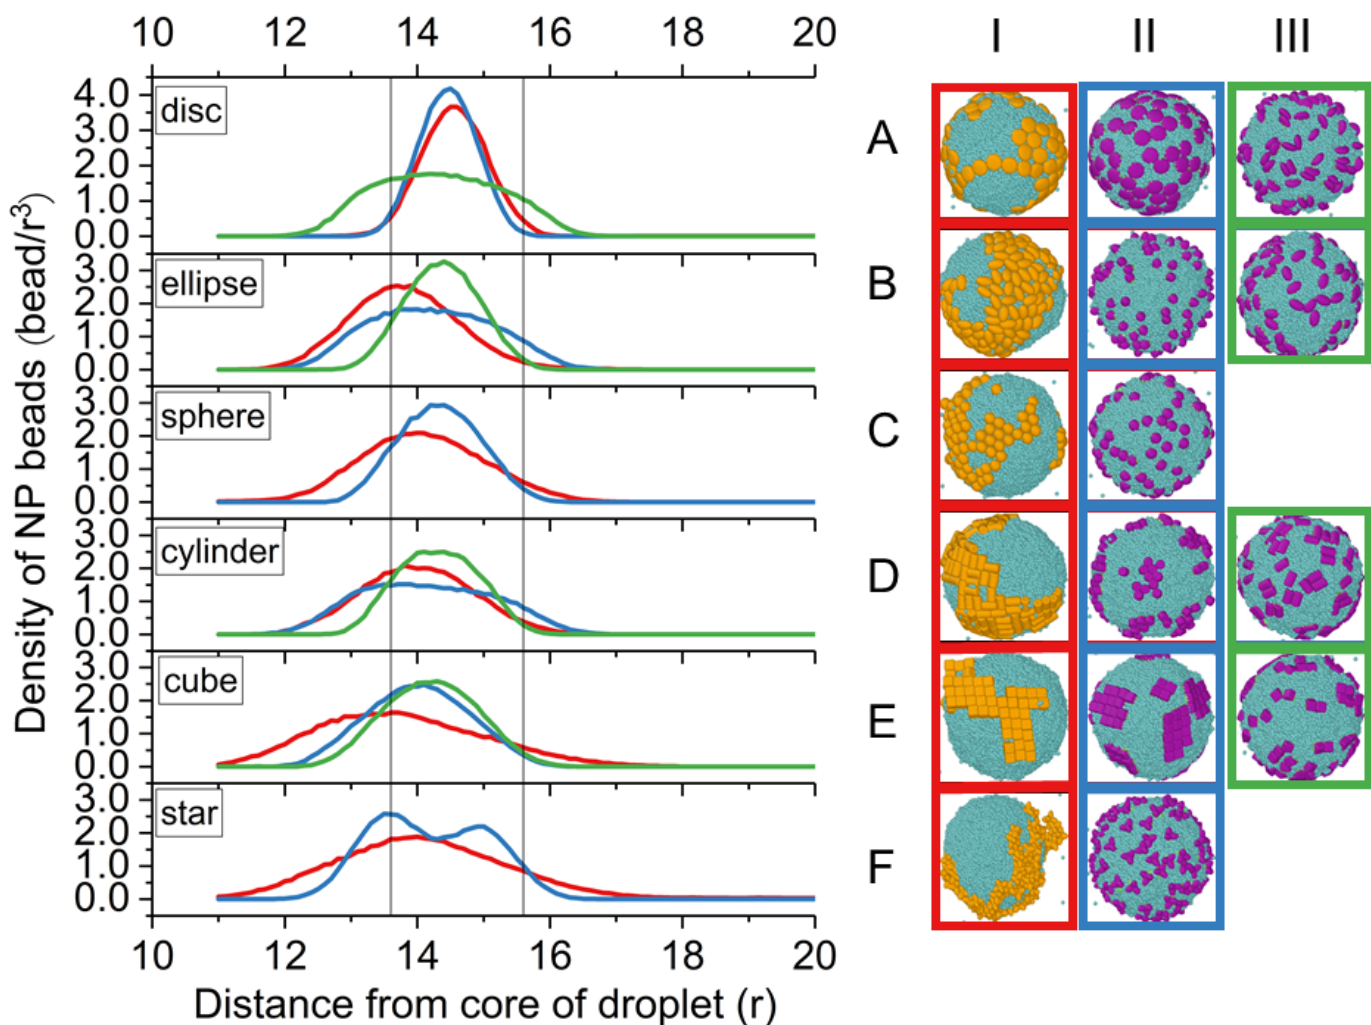 10 12 14 16 18 20
I II III
Density of NP beads (bead/r³)
4.0
3.0
2.0
1.0
0.0
disc
3.0
2.0
1.0
0.0
ellipse
3.0
2.0
1.0
0.0
sphere
3.0
2.0
1.0
0.0
cylinder
3.0
2.0
1.0
0.0
cube
3.0
2.0
1.0
0.0
star
10 12 14 16 18 20
Distance from core of droplet (r)
A
B
C
D
E
F